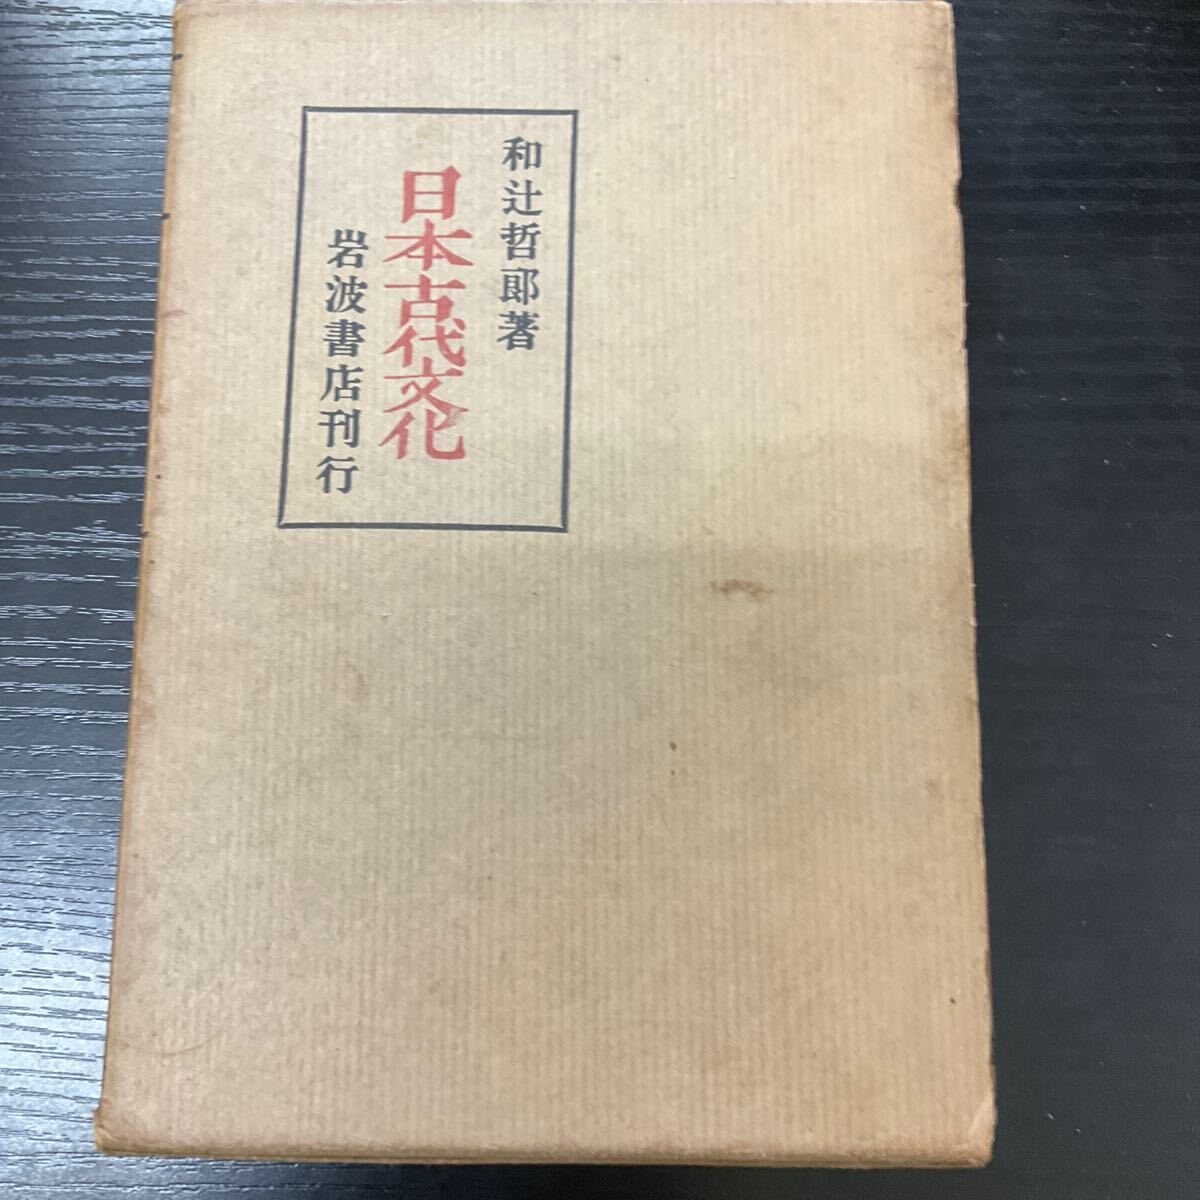 和辻哲郎著
日本古代文化
岩波書店刊行